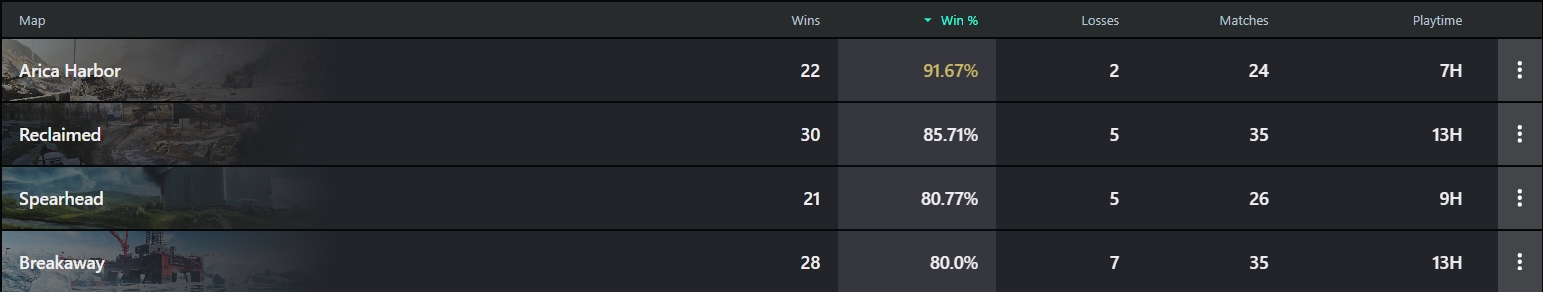 Map Wins Win % Losses Matches Playtime
Arica Harbor 22 91.67% 2 24 7H
Reclaimed 30 85.71% 5 35 13H
Spearhead 21 80.77% 5 26 9H
Breakaway 28 80.0% 7 35 13H